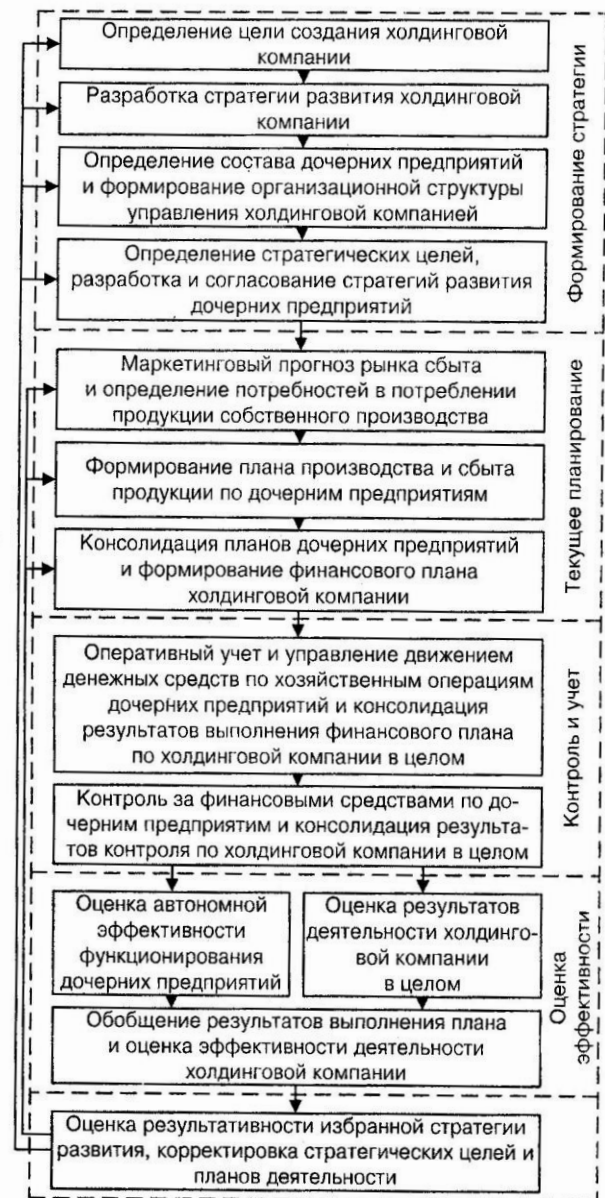 Определение цели создания холдинговой
компании
Разработка стратегии развития холдинговой
компании
Определение состава дочерних предприятий
и формирование организационной структуры
управления холдинговой компанией
Определение стратегических целей,
разработка и согласование стратегий развития
дочерних предприятий
Формирование стратегии
Маркетинговый прогноз рынка сбыта
и определение потребностей в потреблении
продукции собственного производства
Формирование плана производства и сбыта
продукции по дочерним предприятиям
Консолидация планов дочерних предприятий
и формирование финансового плана
холдинговой компании
Текущее планирование
Оперативный учет и управление движением
денежных средств по хозяйственным операциям
дочерних предприятий и консолидация
результатов выполнения финансового плана
по холдинговой компании в целом
Контроль за финансовыми средствами по до-
черним предприятим и консолидация результа-
тов контроля по холдинговой компании в целом
Контроль и учет
Оценка автономной
эффективности
функционирования
дочерних предприятий
Оценка результатов
деятельности холдинго-
вой компании
в целом
Обобщение результатов выполнения плана
и оценка эффективности деятельности
холдинговой компании
Оценка
эффективности
Оценка результативности избранной стратегии
развития, корректировка стратегических целей и
планов деятельности